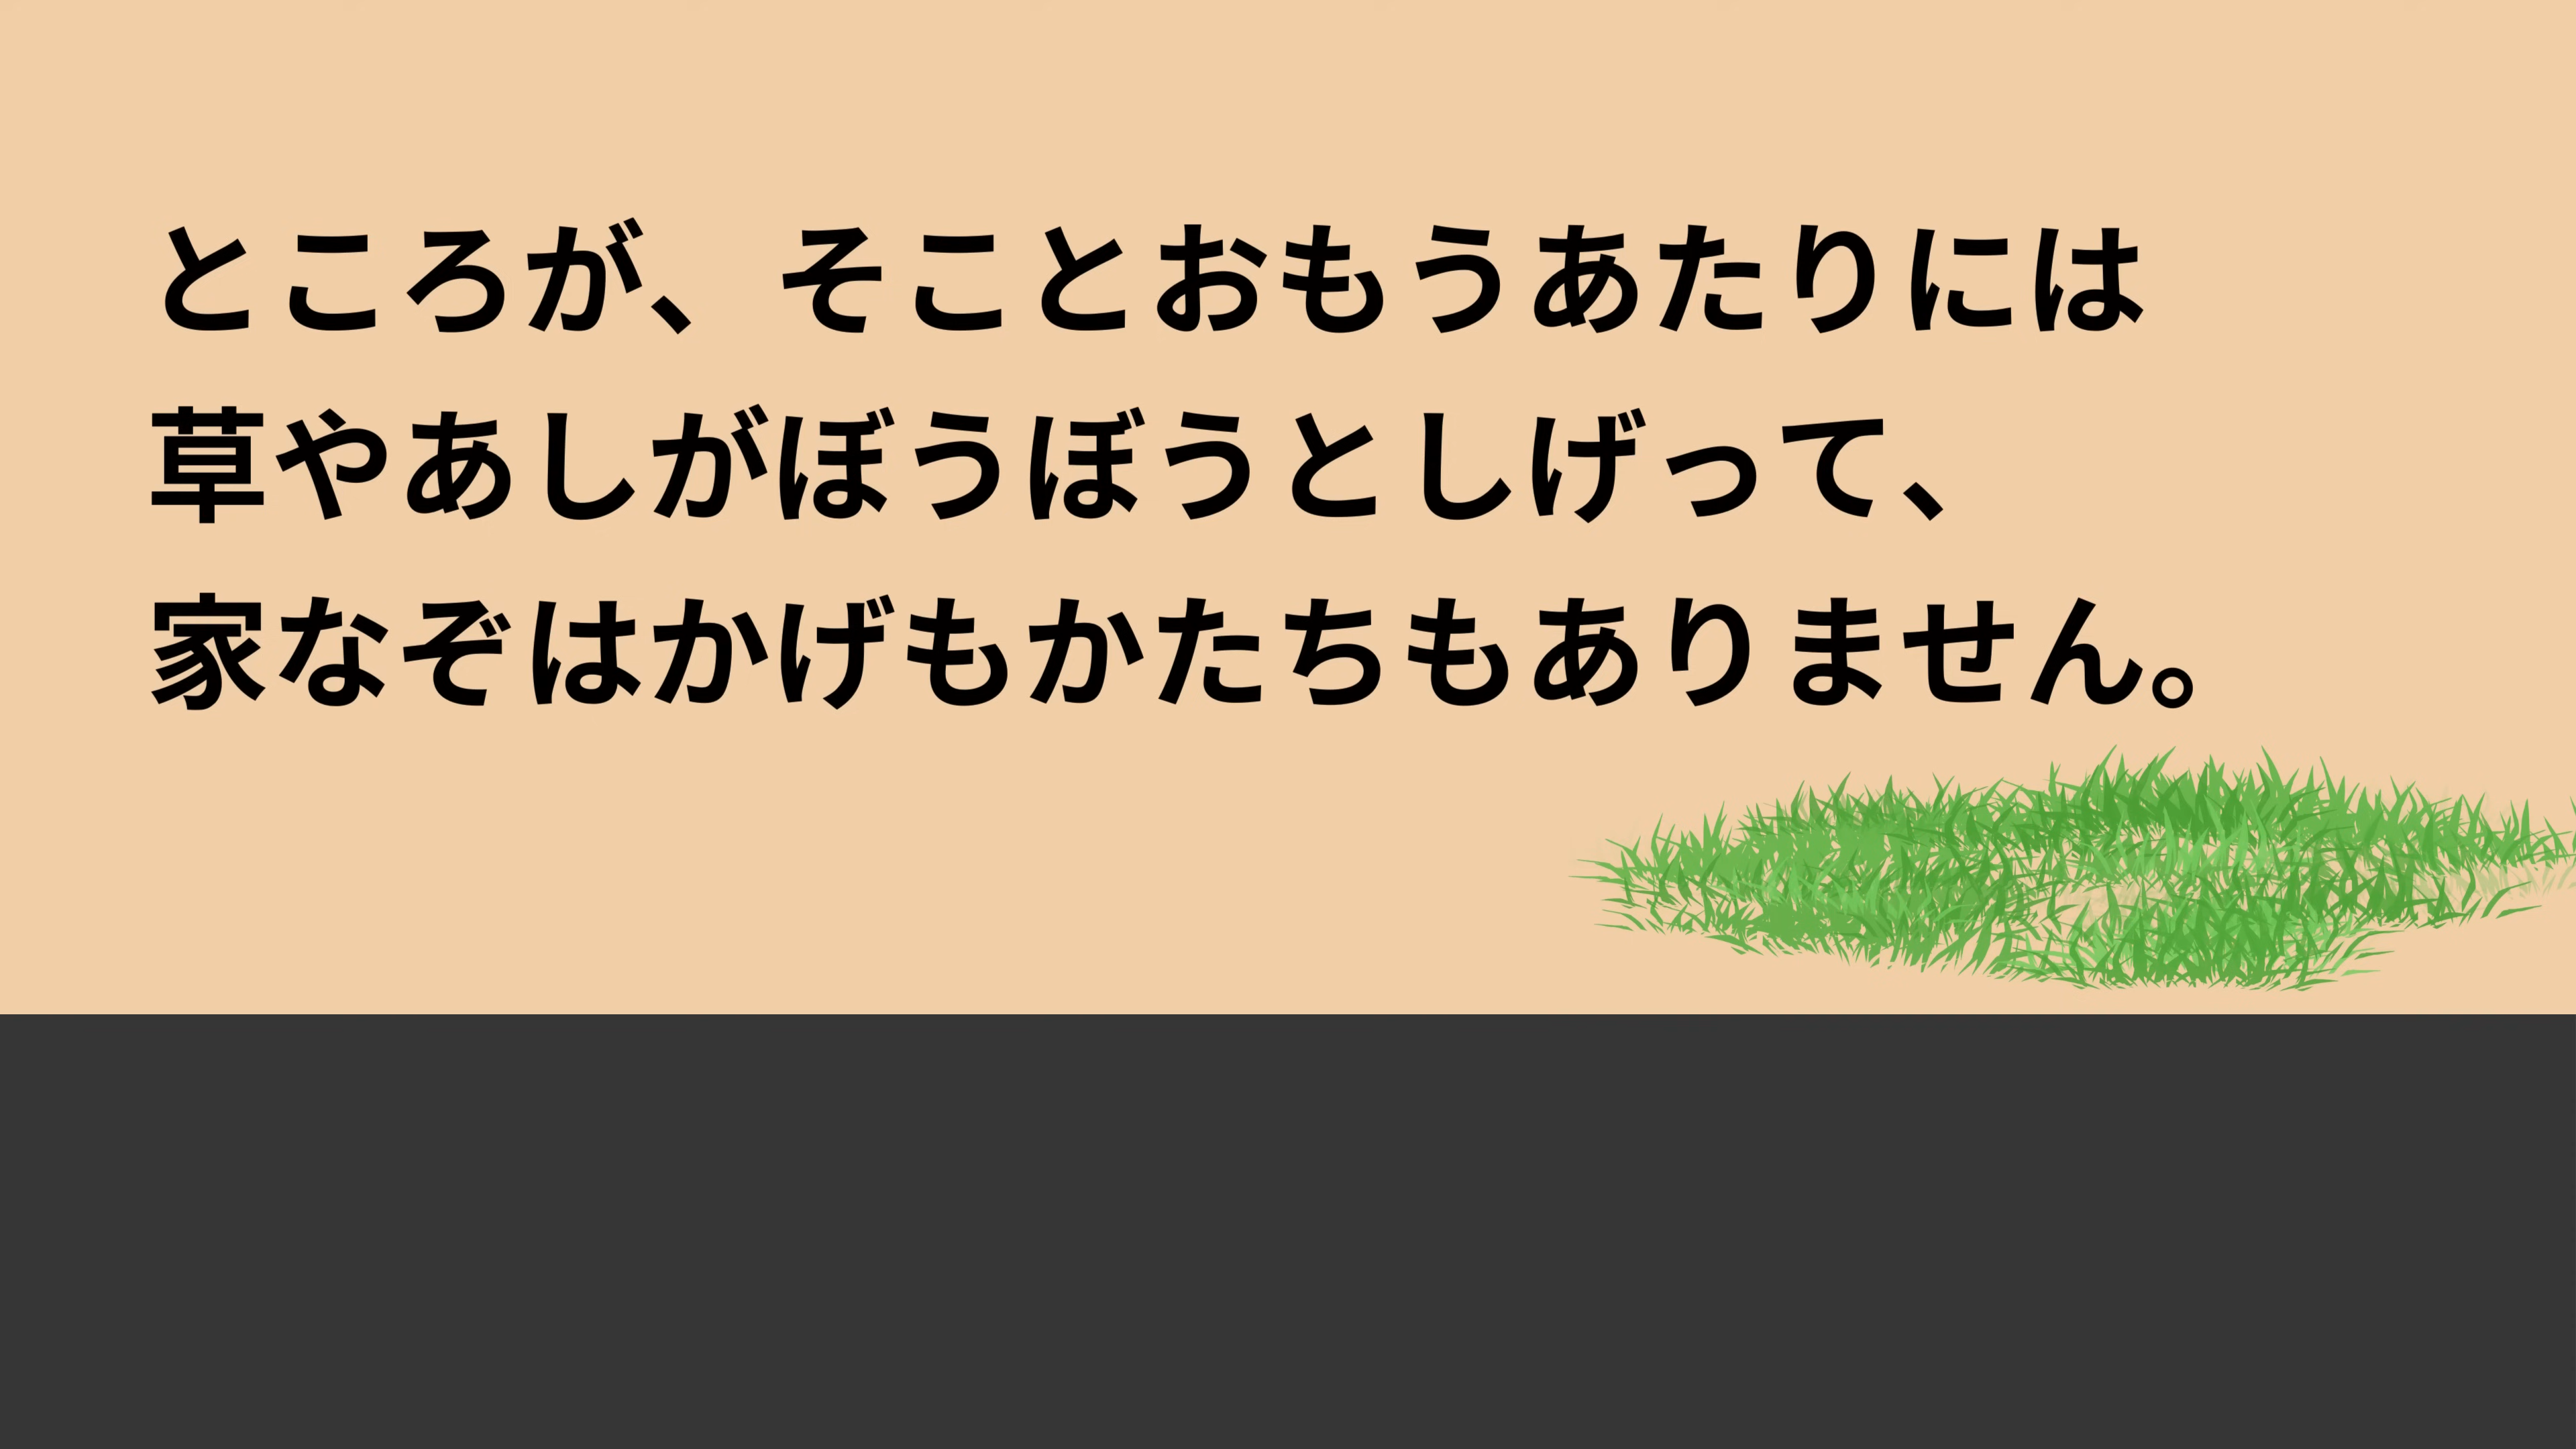 ところが、そことおもうあたりには
草やあしがぼうぼうとしげって、
家なぞはかげもかたちもありません。